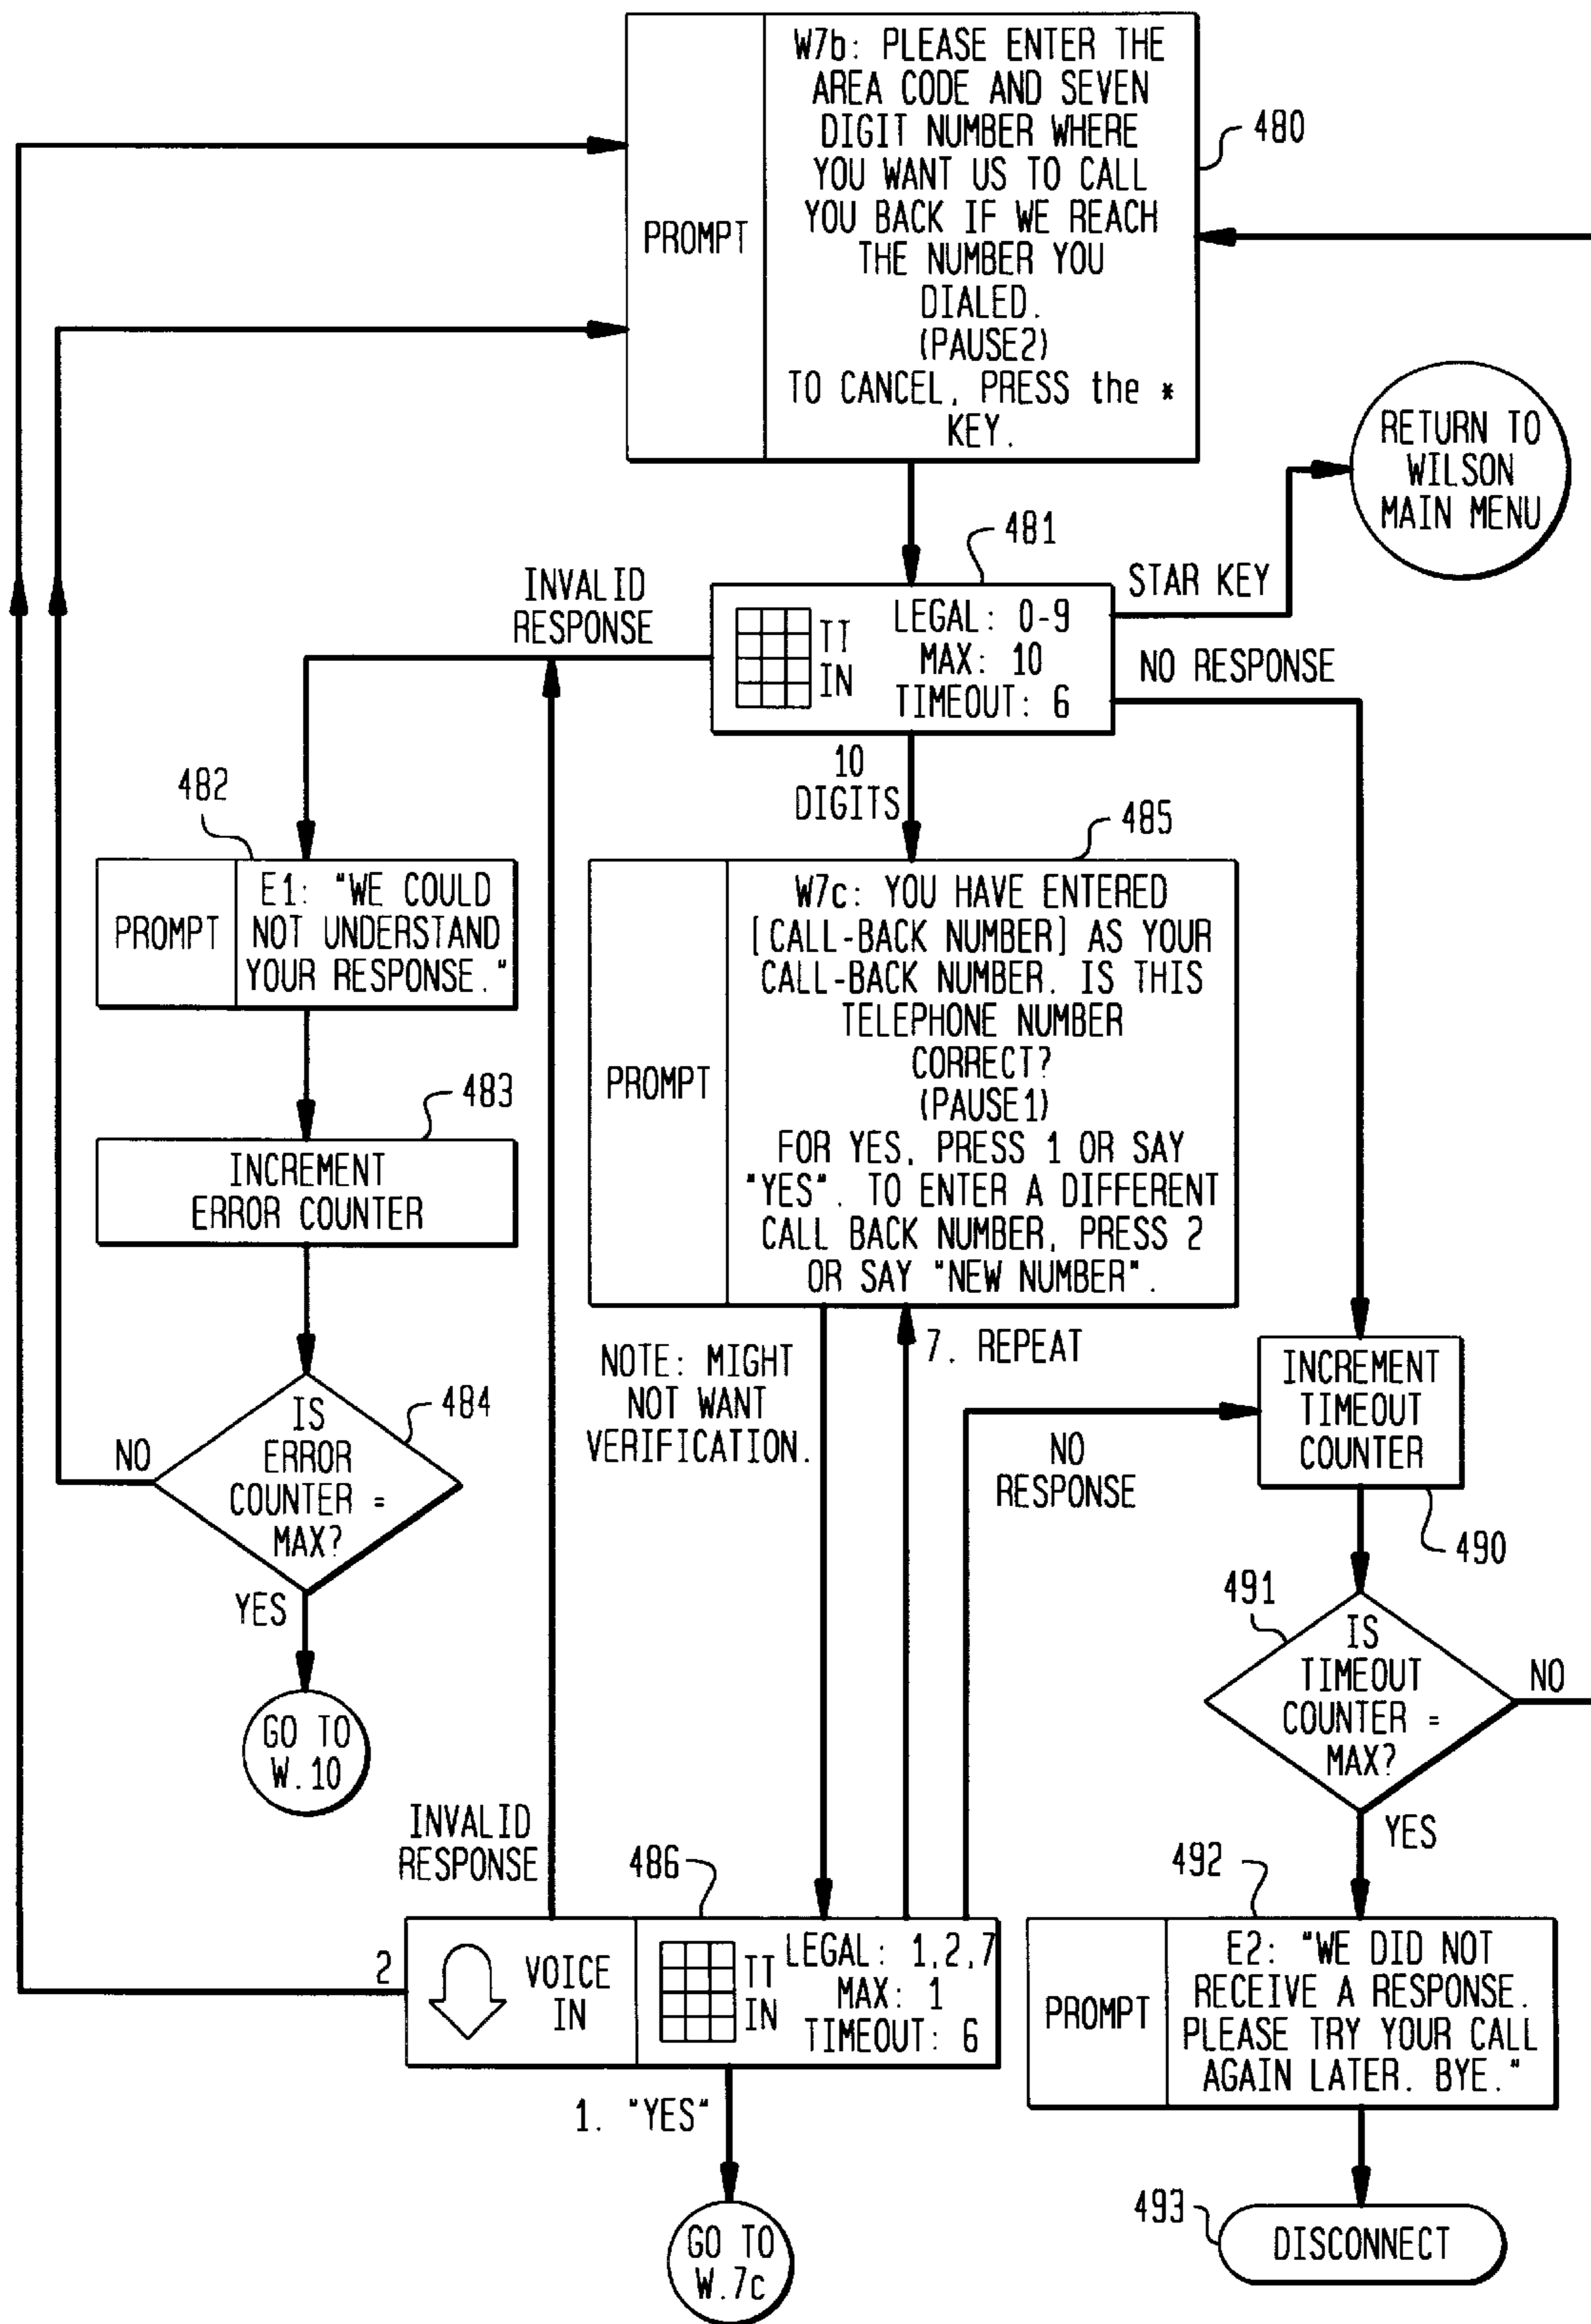 W7b: PLEASE ENTER THE
AREA CODE AND SEVEN
DIGIT NUMBER WHERE
YOU WANT US TO CALL
YOU BACK IF WE REACH
THE NUMBER YOU
DIALED.
(PAUSE2)
TO CANCEL, PRESS the *
KEY.
PROMPT
480
RETURN TO
WILSON
MAIN MENU
481
STAR KEY
INVALID
RESPONSE
TT
IN
LEGAL: 0-9
MAX: 10
TIMEOUT: 6
NO RESPONSE
10
DIGITS
482
PROMPT
E1: "WE COULD
NOT UNDERSTAND
YOUR RESPONSE."
485
PROMPT
W7c: YOU HAVE ENTERED
[CALL-BACK NUMBER] AS YOUR
CALL-BACK NUMBER. IS THIS
TELEPHONE NUMBER
CORRECT?
(PAUSE1)
FOR YES, PRESS 1 OR SAY
"YES". TO ENTER A DIFFERENT
CALL BACK NUMBER, PRESS 2
OR SAY "NEW NUMBER".
483
INCREMENT
ERROR COUNTER
484
IS
ERROR
COUNTER =
MAX?
NO
YES
GO TO
W.10
NOTE: MIGHT
NOT WANT
VERIFICATION.
7. REPEAT
NO
RESPONSE
INCREMENT
TIMEOUT
COUNTER
490
491
IS
TIMEOUT
COUNTER =
MAX?
NO
YES
INVALID
RESPONSE
486
2
VOICE
IN
TT
IN
LEGAL: 1,2,7
MAX: 1
TIMEOUT: 6
1. "YES"
GO TO
W.7c
492
PROMPT
E2: "WE DID NOT
RECEIVE A RESPONSE.
PLEASE TRY YOUR CALL
AGAIN LATER. BYE."
493
DISCONNECT